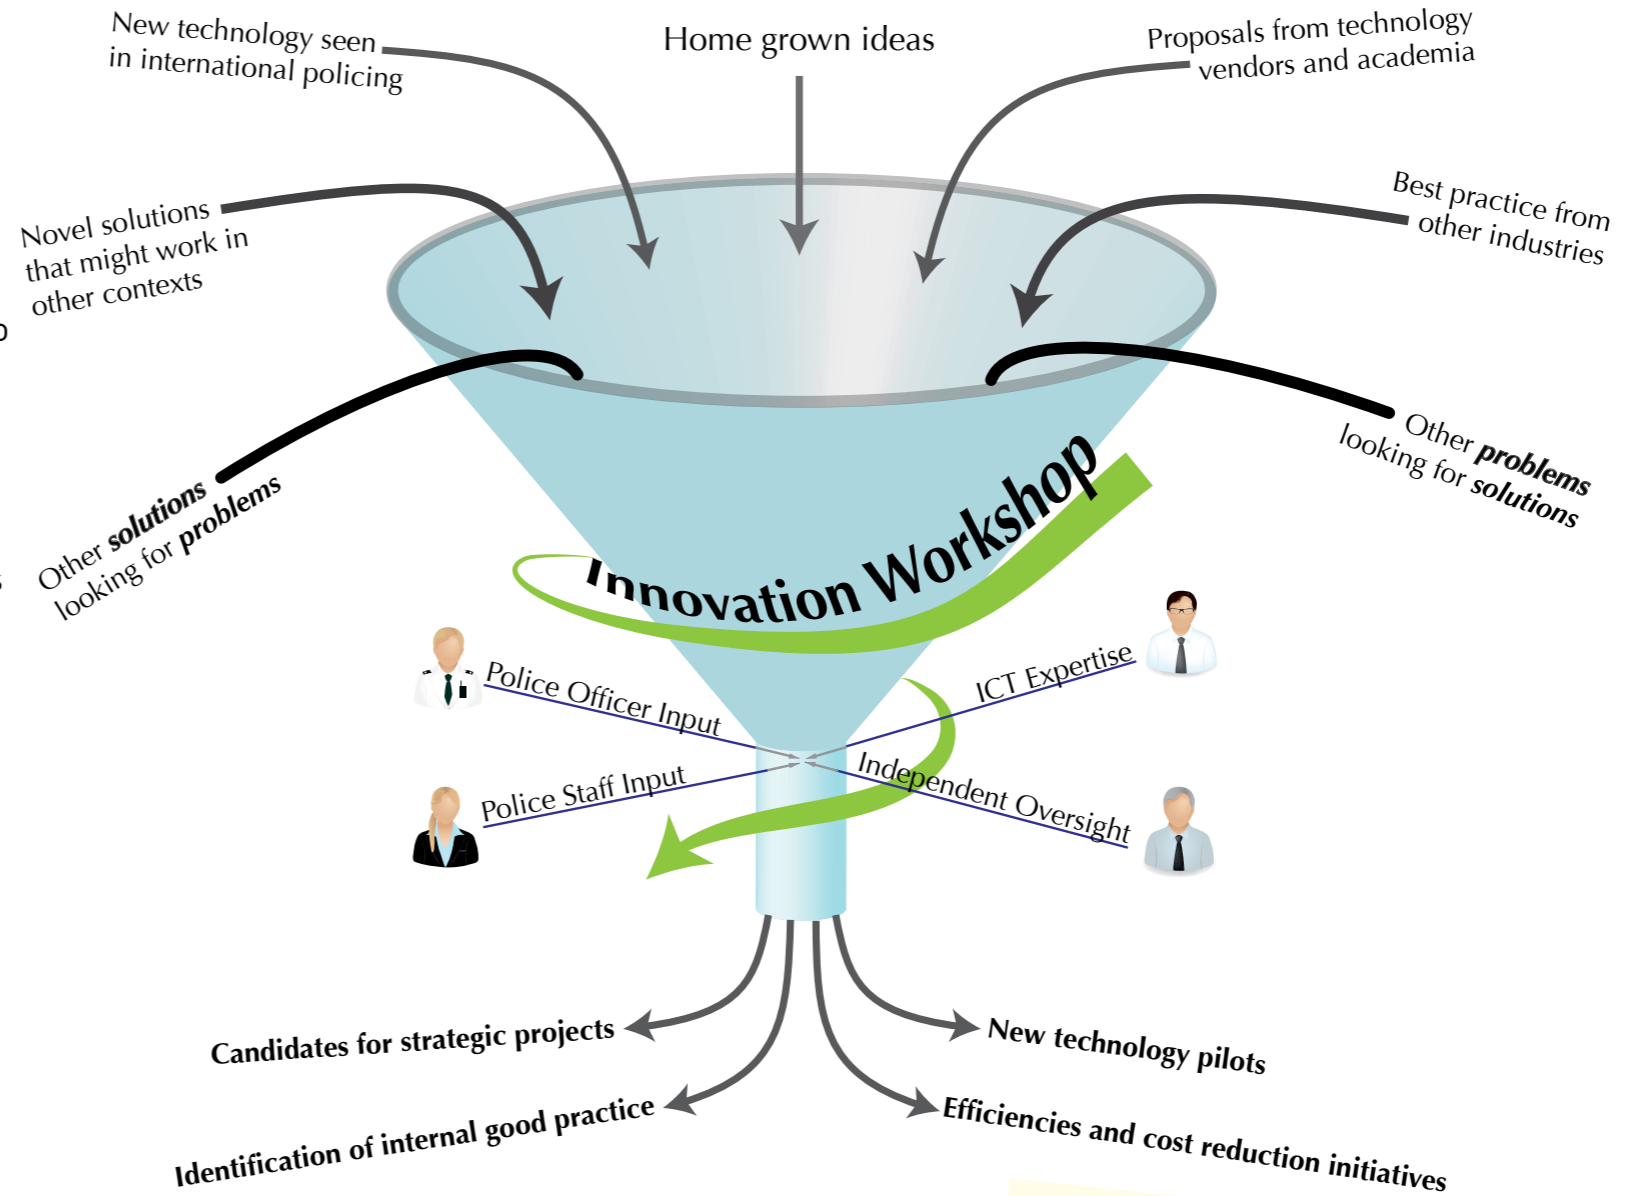 New technology seen
in international policing
Home grown ideas
Proposals from technology
vendors and academia
Novel solutions
that might work in
other contexts
Best practice from
other industries
Other solutions
looking for problems
Other problems
looking for solutions
Innovation Workshop
Police Officer Input
ICT Expertise
Police Staff Input
Independent Oversight
Candidates for strategic projects
New technology pilots
Identification of internal good practice
Efficiencies and cost reduction initiatives